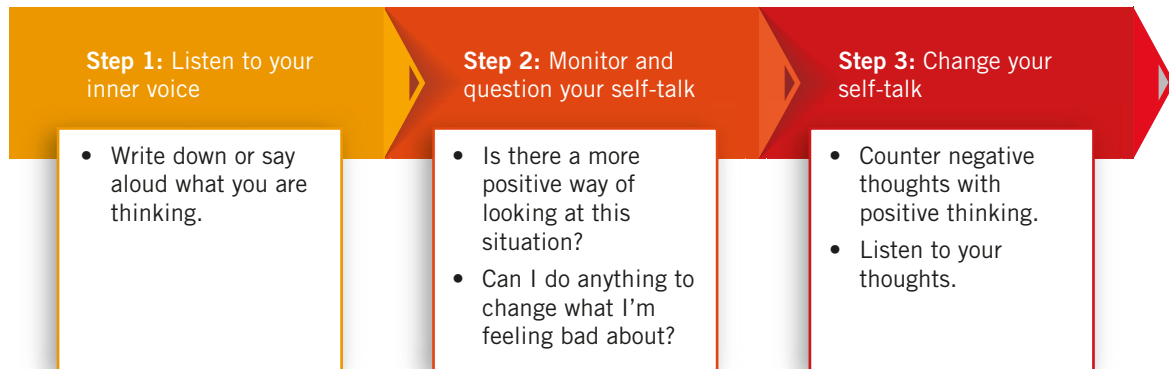 Step 1: Listen to your
inner voice
• Write down or say
aloud what you are
thinking.
Step 2: Monitor and
question your self-talk
• Is there a more
positive way of
looking at this
situation?
• Can I do anything to
change what I'm
feeling bad about?
Step 3: Change your
self-talk
• Counter negative
thoughts with
positive thinking.
• Listen to your
thoughts.